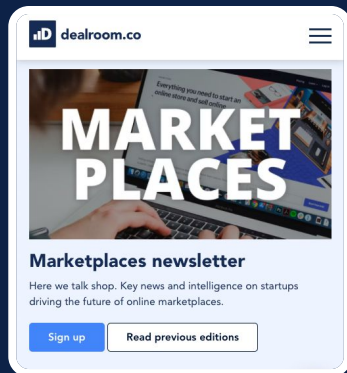 dealroom.co
Everything you need to start an
online store and sell online
MARKET
PLACES
Marketplaces newsletter
Here we talk shop. Key news and intelligence on startups
driving the future of online marketplaces.
Sign up
Read previous editions